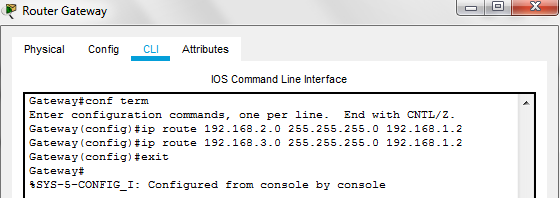 Router Gateway
Physical Config CLI Attributes
IOS Command Line Interface
Gateway#conf term
Enter configuration commands, one per line.  End with CNTL/Z.
Gateway(config)#ip route 192.168.2.0 255.255.255.0 192.168.1.2
Gateway(config)#ip route 192.168.3.0 255.255.255.0 192.168.1.2
Gateway(config)#exit
Gateway#
%SYS-5-CONFIG_I: Configured from console by console